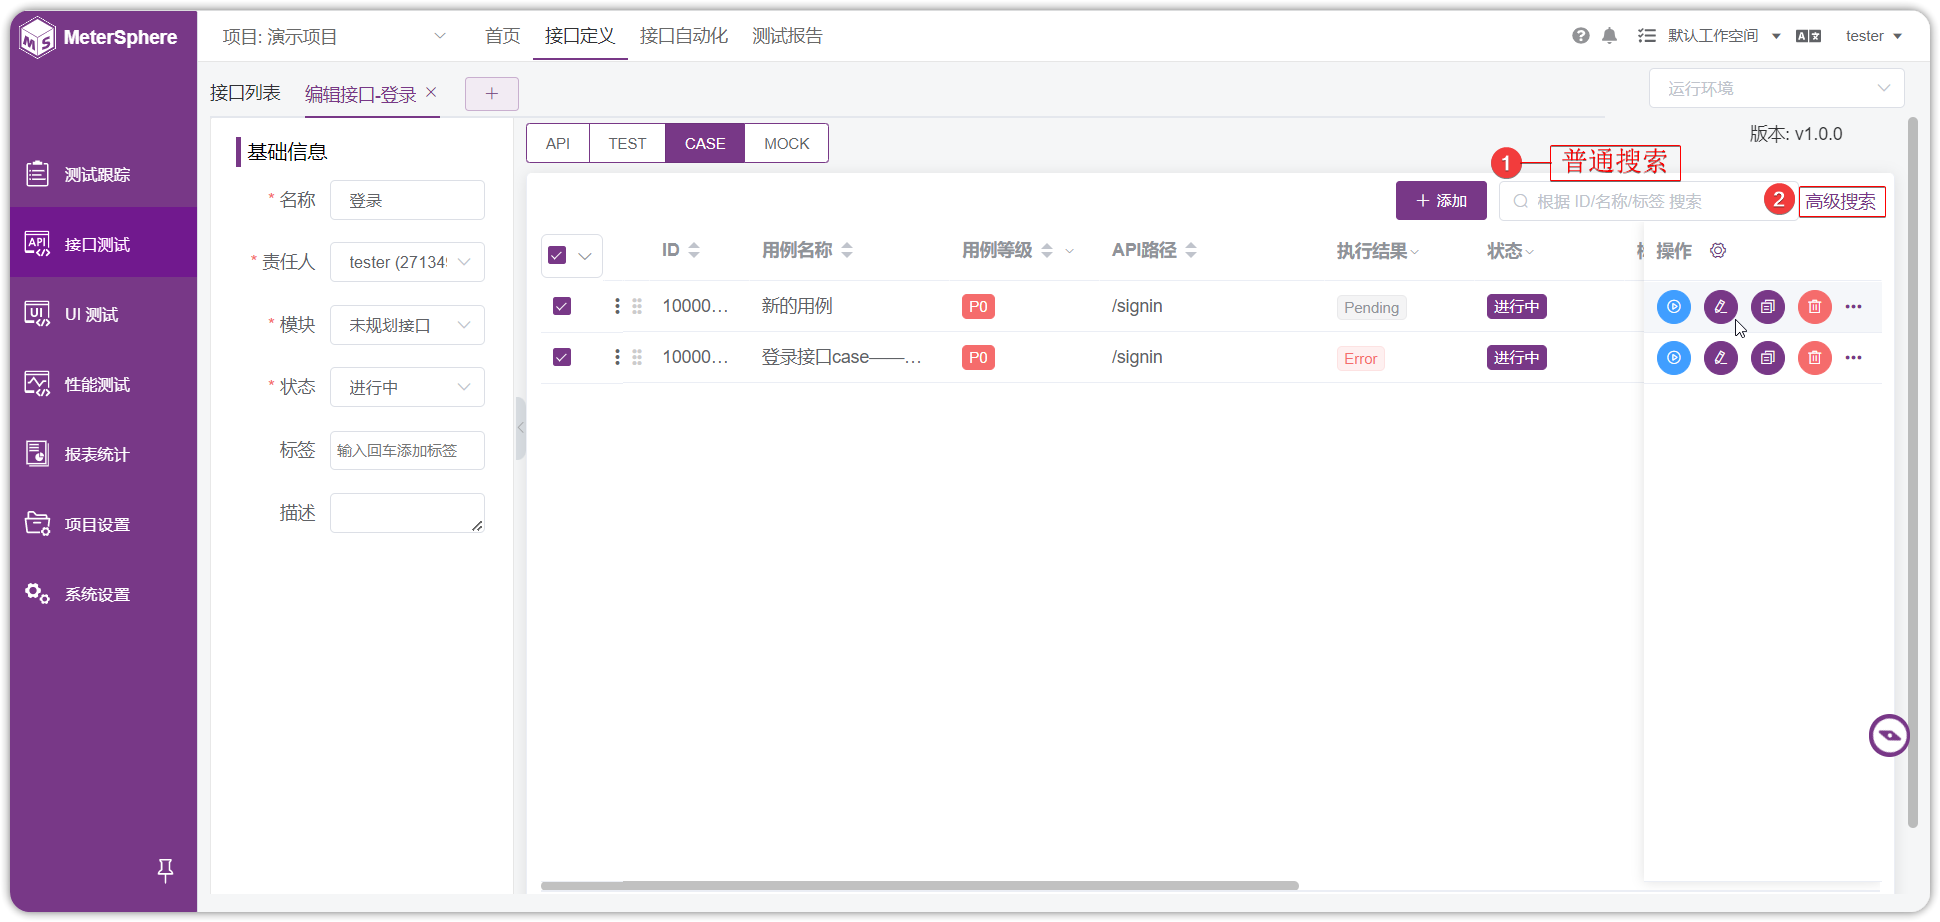 MeterSphere
项目: 演示项目
首页
接口定义
接口自动化
测试报告
默认工作空间
tester
接口列表
编辑接口-登录
运行环境
版本: v1.0.0
测试跟踪
接口测试
UI 测试
性能测试
报表统计
项目设置
系统设置
基础信息
* 名称 登录
* 责任人 tester (27134
* 模块 未规划接口
* 状态 进行中
标签 输入回车添加标签
描述
API TEST CASE MOCK
1 普通搜索
添加
根据 ID/名称/标签 搜索
2 高级搜索
ID 用例名称 用例等级 API路径 执行结果 状态 操作
10000... 新的用例 P0 /signin Pending 进行中
10000... 登录接口case——... P0 /signin Error 进行中